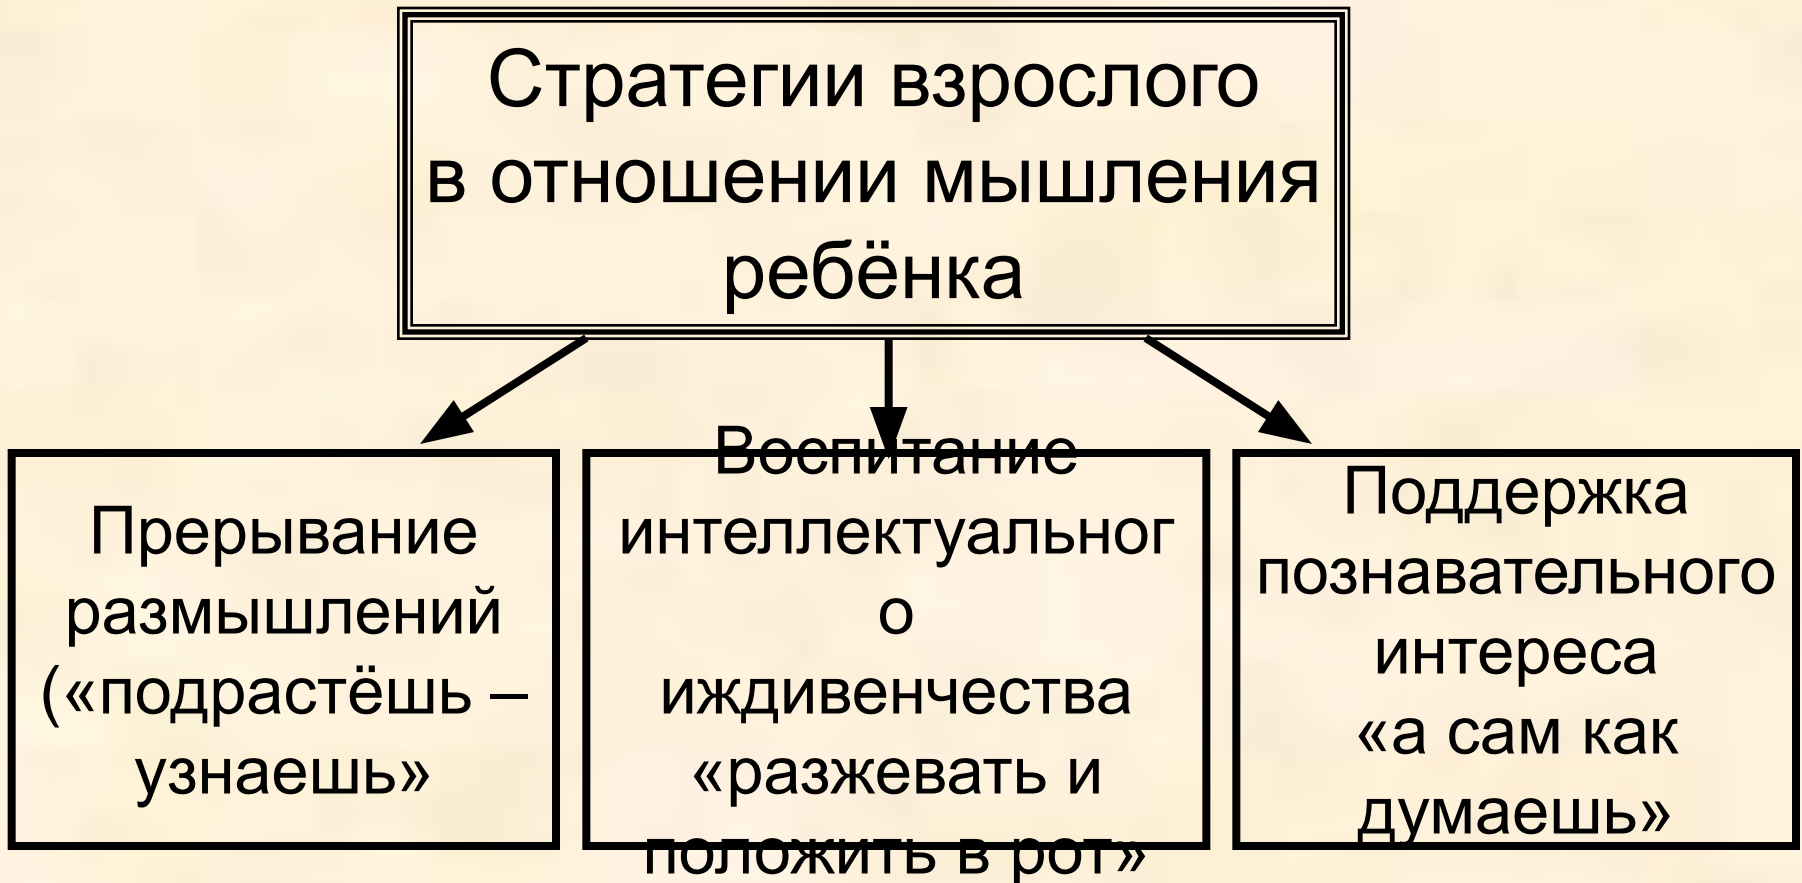 Стратегии взрослого
в отношении мышления
ребёнка
Прерывание
размышлений
(«подрастёшь –
узнаешь»
Воспитание
интеллектуальног
о
иждивенчества
«разжевать и
положить в рот»
Поддержка
познавательного
интереса
«а сам как
думаешь»